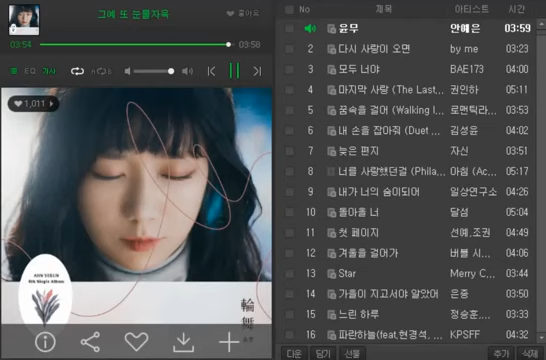 그예 또 눈물자욱
좋아요
03:54
03:58
EQ 가사
1,011
ANN YEEUN
5th Single Album
輪
舞
No 제목 아티스트 시간
윤무 안예은 03:59
2 다시 사랑이 오면 by me 03:23
3 모두 너야 BAE173 04:00
4 마지막 사랑 (The Last,... 권인하 05:11
5 꿈속을 걸어 (Walking I... 로맨틱라... 03:53
6 내 손을 잡아줘 (Duet ... 김성윤 04:02
7 늦은 편지 자신 03:51
8 너를 사랑했던걸 (Phila... 아침 (Ac... 05:17
9 내가 너의 숨이되어 일상연구소 04:26
10 돌아올 너 달섬 05:04
11 첫 페이지 선예,조권 04:49
12 겨울을 걸어가 버블 시... 04:06
13 Star Merry C... 03:44
14 가을이 지고서야 알았어 은종 03:50
15 느린 하루 정승훈,... 03:33
16 파란하늘(feat,현경석, ... KPSFF 04:32
다운 담기 선물 추가 삭제